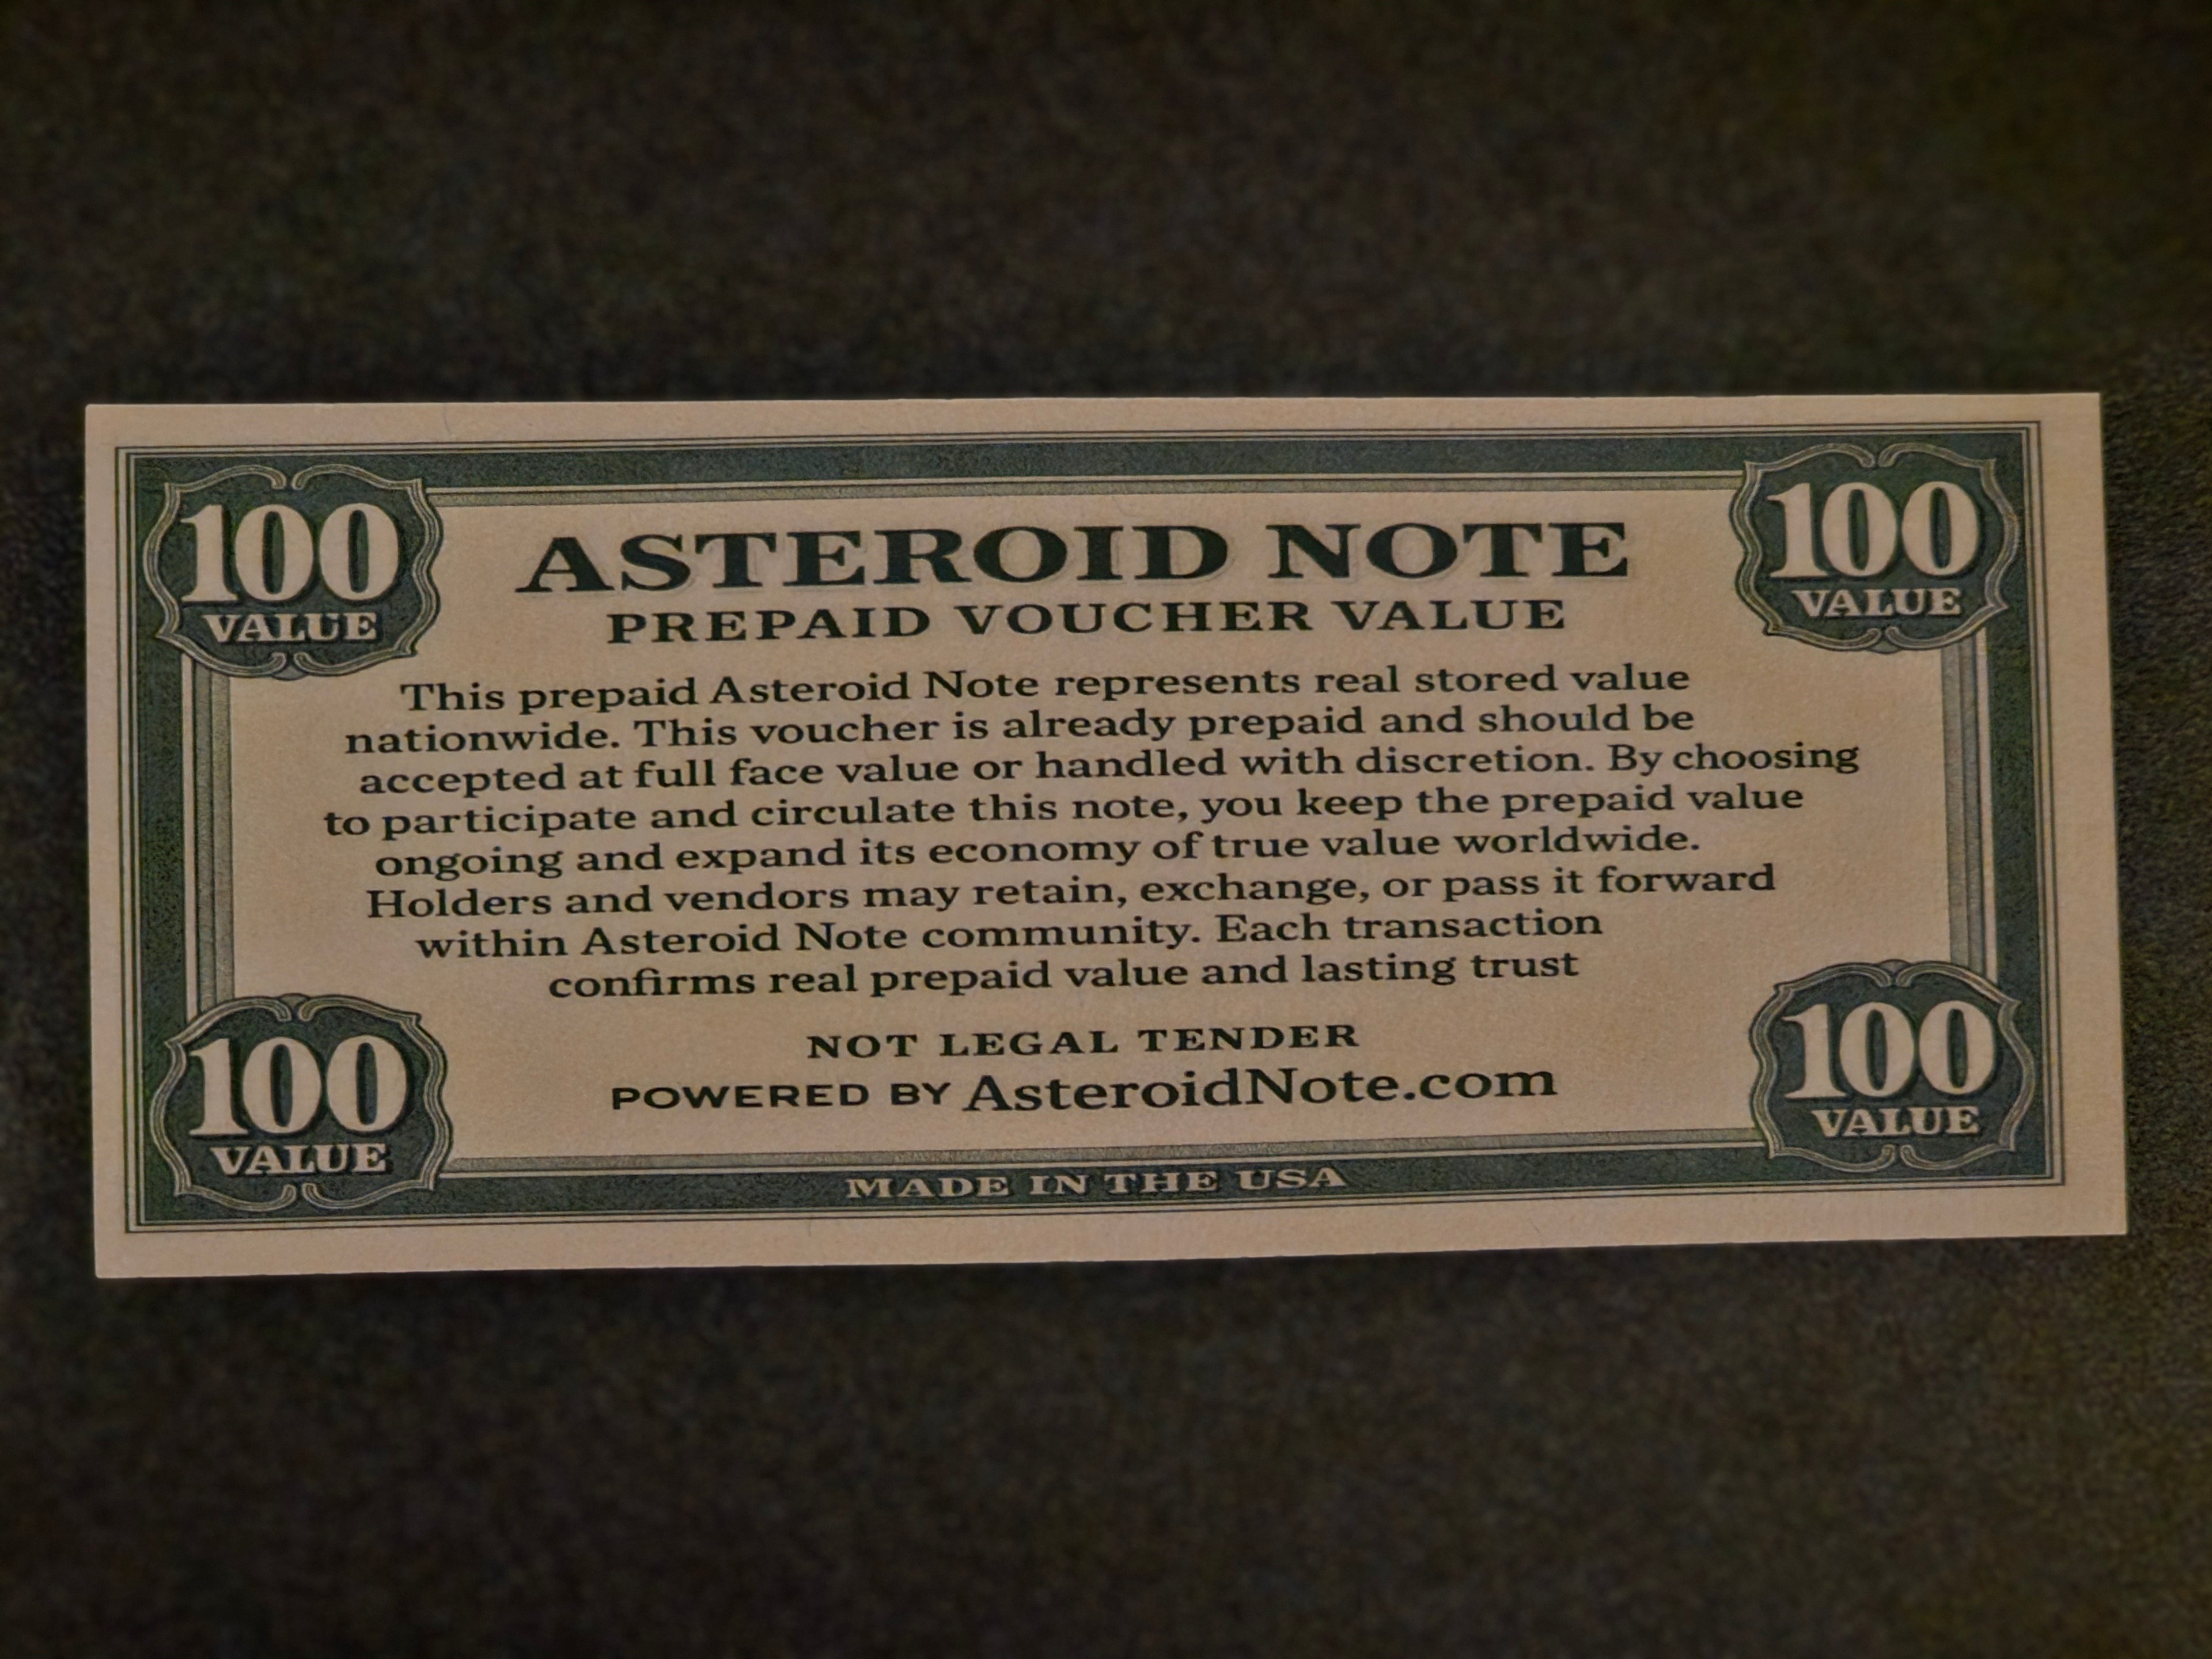 100
VALUE
100
VALUE
ASTEROID NOTE
PREPAID VOUCHER VALUE
This prepaid Asteroid Note represents real stored value
nationwide. This voucher is already prepaid and should be
accepted at full face value or handled with discretion. By choosing
to participate and circulate this note, you keep the prepaid value
ongoing and expand its economy of true value worldwide.
Holders and vendors may retain, exchange, or pass it forward
within Asteroid Note community. Each transaction
confirms real prepaid value and lasting trust
NOT LEGAL TENDER
POWERED BY AsteroidNote.com
100
VALUE
100
VALUE
MADE IN THE USA